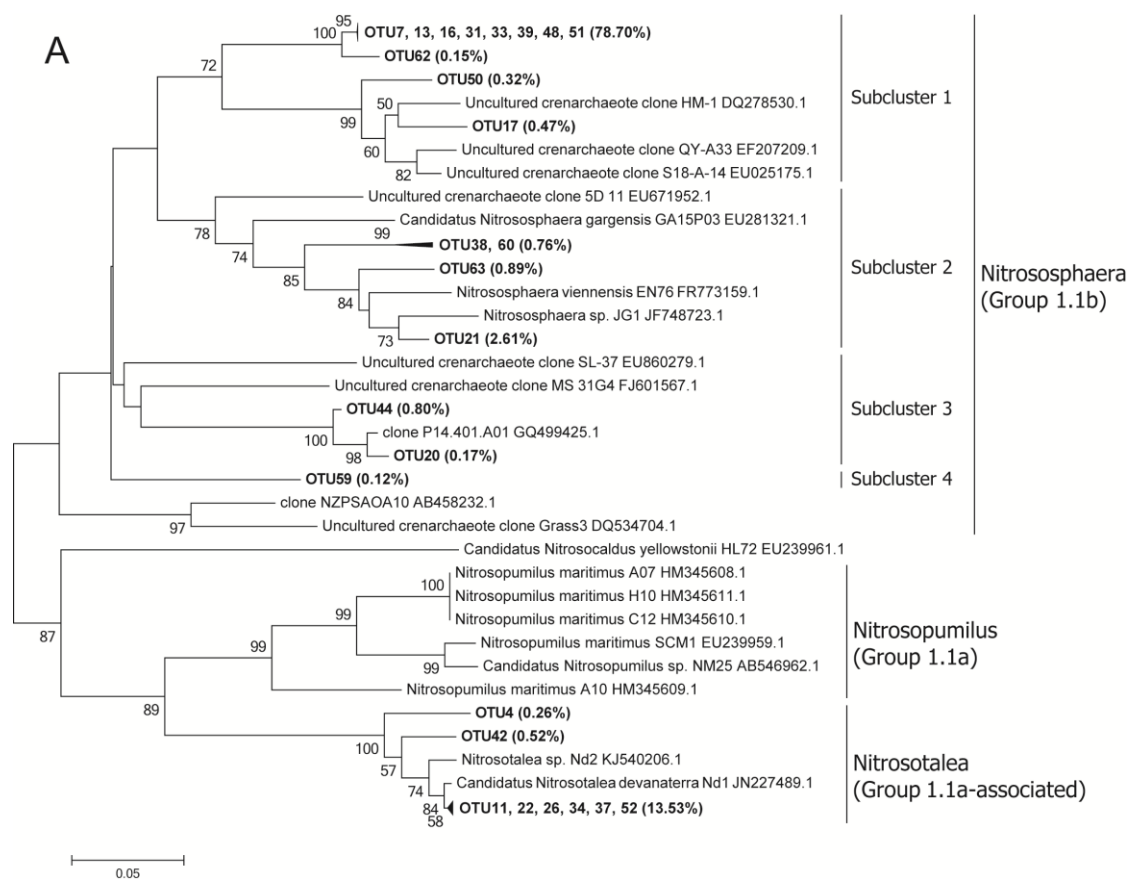 A
95
100
OTU7, 13, 16, 31, 33, 39, 48, 51 (78.70%)
OTU62 (0.15%)
72
OTU50 (0.32%)
Uncultured crenarchaeote clone HM-1 DQ278530.1
50
99
OTU17 (0.47%)
60
Uncultured crenarchaeote clone QY-A33 EF207209.1
82
Uncultured crenarchaeote clone S18-A-14 EU025175.1
Subcluster 1
Uncultured crenarchaeote clone 5D 11 EU671952.1
78
Candidatus Nitrososphaera gargensis GA15P03 EU281321.1
74
99
OTU38, 60 (0.76%)
85
OTU63 (0.89%)
84
Nitrososphaera viennensis EN76 FR773159.1
Nitrososphaera sp. JG1 JF748723.1
73
OTU21 (2.61%)
Subcluster 2
Uncultured crenarchaeote clone SL-37 EU860279.1
Uncultured crenarchaeote clone MS 31G4 FJ601567.1
OTU44 (0.80%)
100
clone P14.401.A01 GQ499425.1
98
OTU20 (0.17%)
Subcluster 3
OTU59 (0.12%)
Subcluster 4
clone NZPSAOA10 AB458232.1
97
Uncultured crenarchaeote clone Grass3 DQ534704.1
Nitrososphaera
(Group 1.1b)
Candidatus Nitrosocaldus yellowstonii HL72 EU239961.1
87
100
Nitrosopumilus maritimus A07 HM345608.1
Nitrosopumilus maritimus H10 HM345611.1
Nitrosopumilus maritimus C12 HM345610.1
99
99
Nitrosopumilus maritimus SCM1 EU239959.1
99
Candidatus Nitrosopumilus sp. NM25 AB546962.1
Nitrosopumilus maritimus A10 HM345609.1
Nitrosopumilus
(Group 1.1a)
89
OTU4 (0.26%)
100
OTU42 (0.52%)
57
Nitrosotalea sp. Nd2 KJ540206.1
74
Candidatus Nitrosotalea devanaterra Nd1 JN227489.1
84
58
OTU11, 22, 26, 34, 37, 52 (13.53%)
Nitrosotalea
(Group 1.1a-associated)
0.05